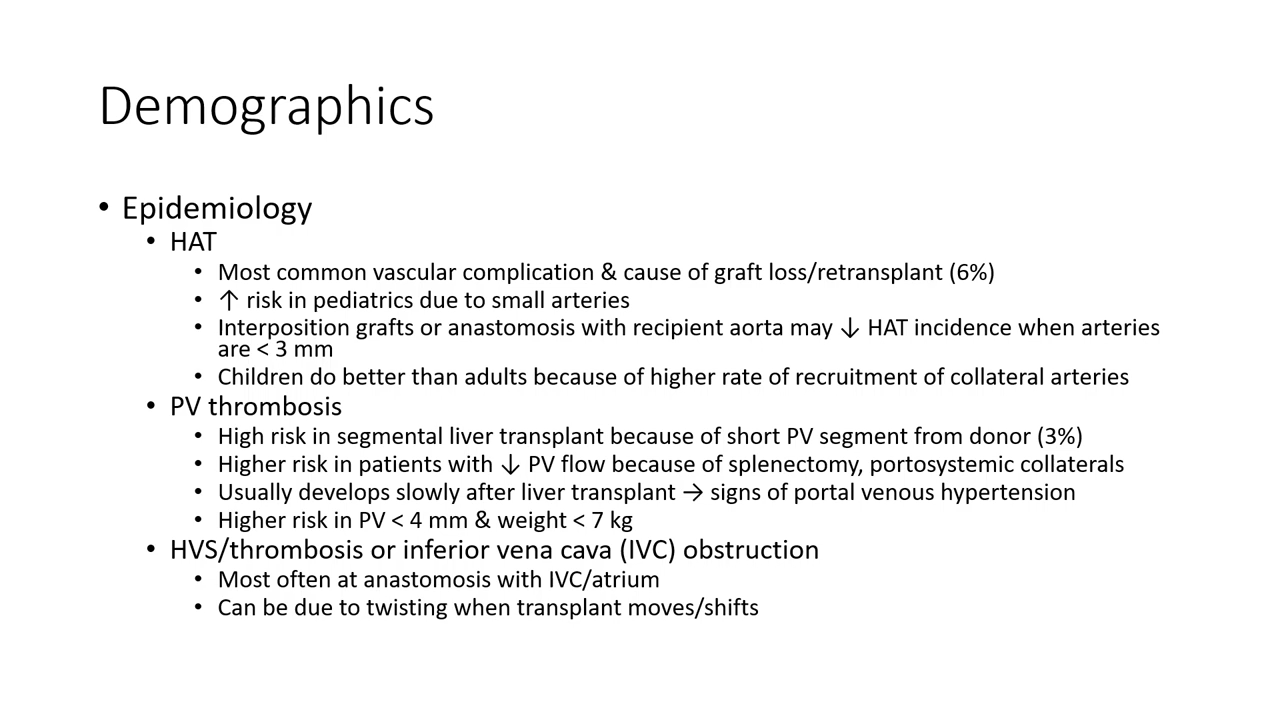 Demographics
• Epidemiology
• HAT
• Most common vascular complication & cause of graft loss/retransplant (6%)
• ↑ risk in pediatrics due to small arteries
• Interposition grafts or anastomosis with recipient aorta may ↓ HAT incidence when arteries
are < 3 mm
• Children do better than adults because of higher rate of recruitment of collateral arteries
• PV thrombosis
• High risk in segmental liver transplant because of short PV segment from donor (3%)
• Higher risk in patients with ↓ PV flow because of splenectomy, portosystemic collaterals
• Usually develops slowly after liver transplant → signs of portal venous hypertension
• Higher risk in PV < 4 mm & weight < 7 kg
• HVS/thrombosis or inferior vena cava (IVC) obstruction
• Most often at anastomosis with IVC/atrium
• Can be due to twisting when transplant moves/shifts